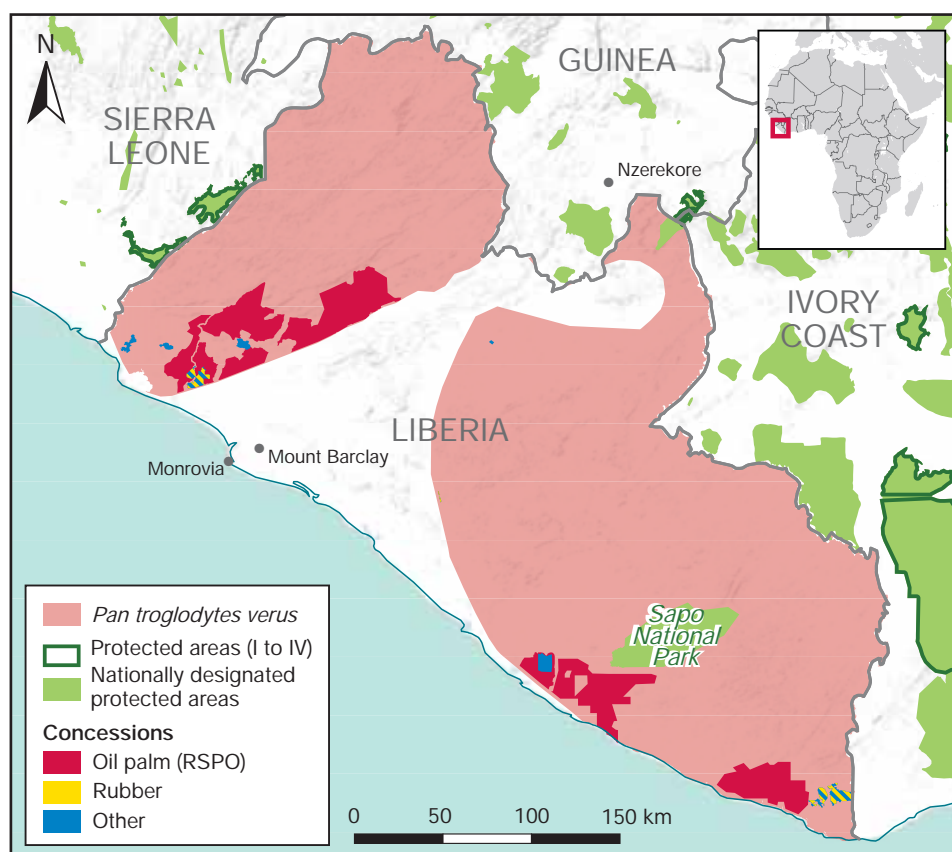 N
SIERRA
LEONE
GUINEA
Nzerekore
IVORY
COAST
LIBERIA
Monrovia
Mount Barclay
Sapo
National
Park
Pan troglodytes verus
Protected areas (I to IV)
Nationally designated
protected areas
Concessions
Oil palm (RSPO)
Rubber
Other
0 50 100 150 km